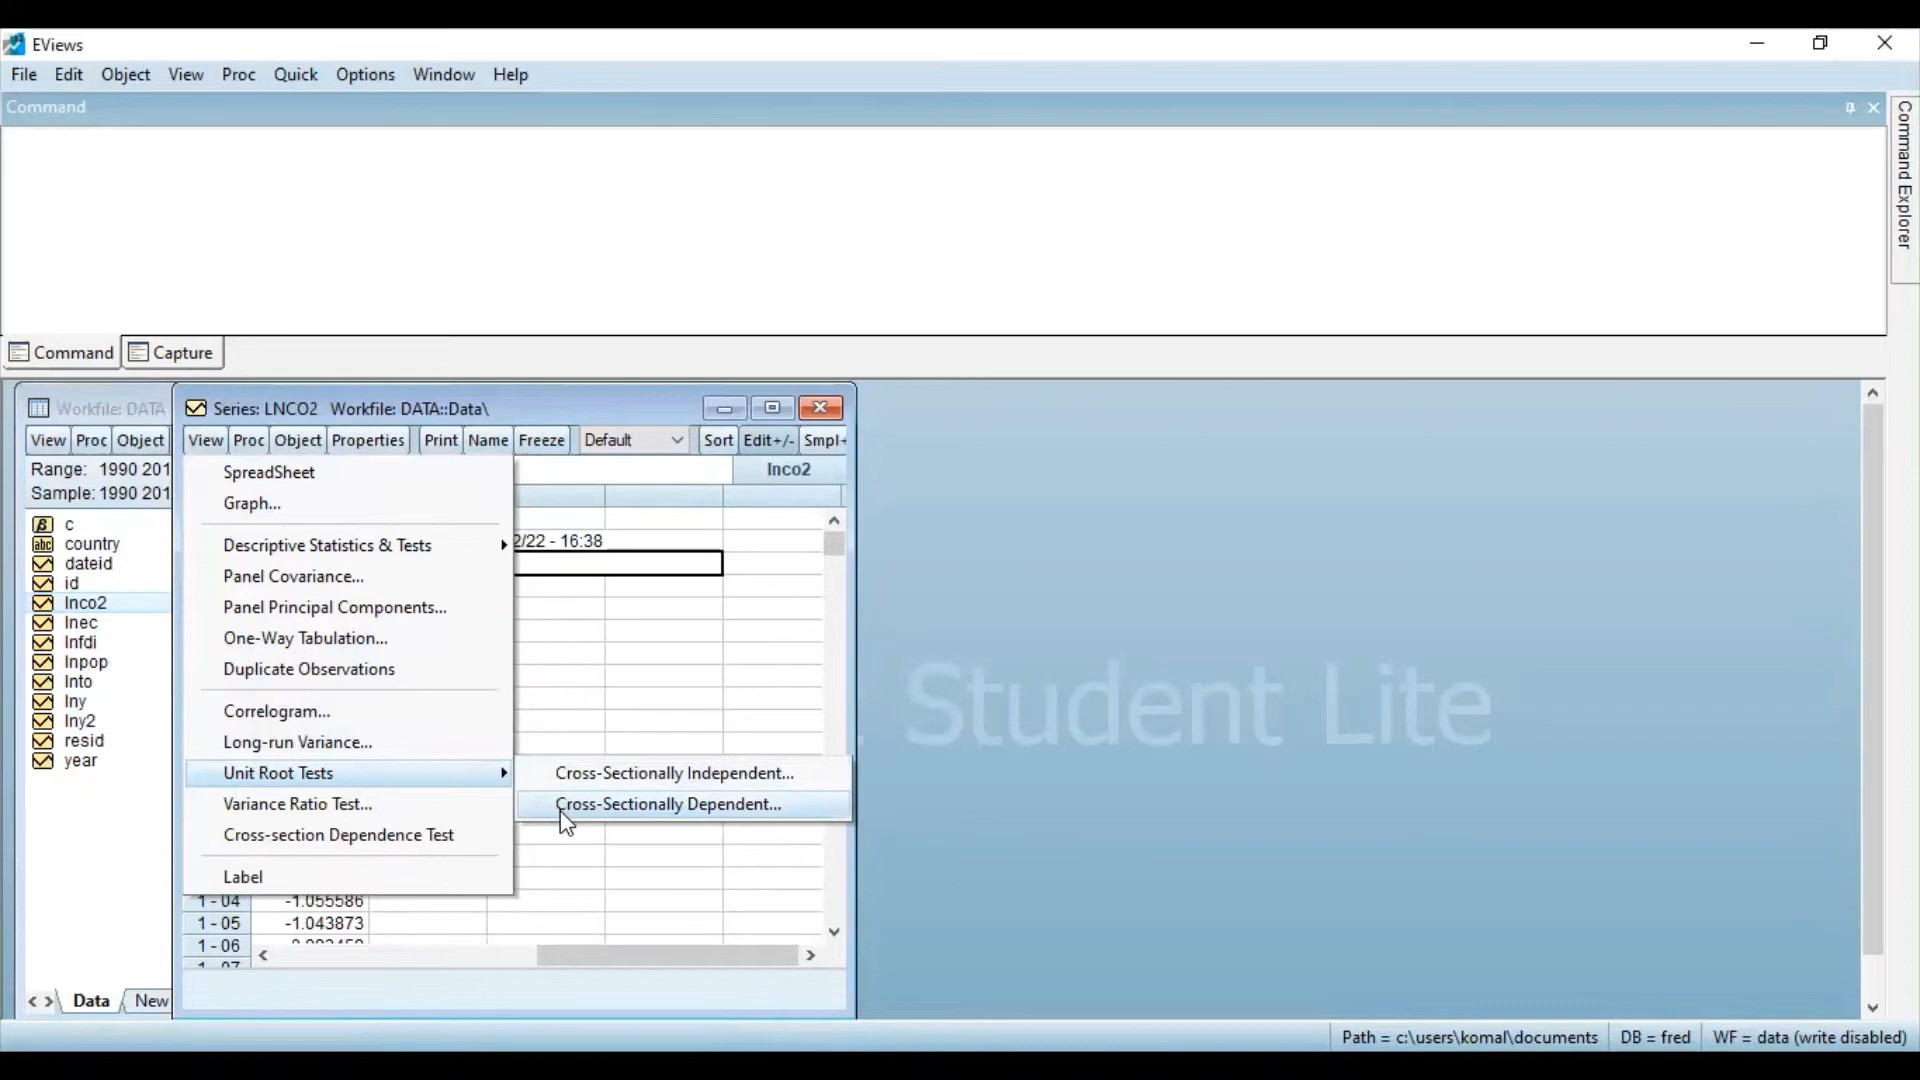 EViews
File Edit Object View Proc Quick Options Window Help
Command
Command Explorer
Command Capture
Workfile: DATA
Series: LNCO2 Workfile: DATA::Data\
View Proc Object
View Proc Object Properties Print Name Freeze Default Sort Edit+/- Smpl+
Range: 1990 201
Sample: 1990 201
lnco2
2/22 - 16:38
c
country
dateid
id
lnco2
lnec
lnfdi
lnpop
lnto
lny
lny2
resid
year
SpreadSheet
Graph...
Descriptive Statistics & Tests
Panel Covariance...
Panel Principal Components...
One-Way Tabulation...
Duplicate Observations
Correlogram...
Long-run Variance...
Unit Root Tests
Variance Ratio Test...
Cross-section Dependence Test
Label
Cross-Sectionally Independent...
Cross-Sectionally Dependent...
Student Lite
1 - 04 -1.055586
1 - 05 -1.043873
1 - 06
1 - 07
Data New
Path = c:\users\komal\documents DB = fred WF = data (write disabled)